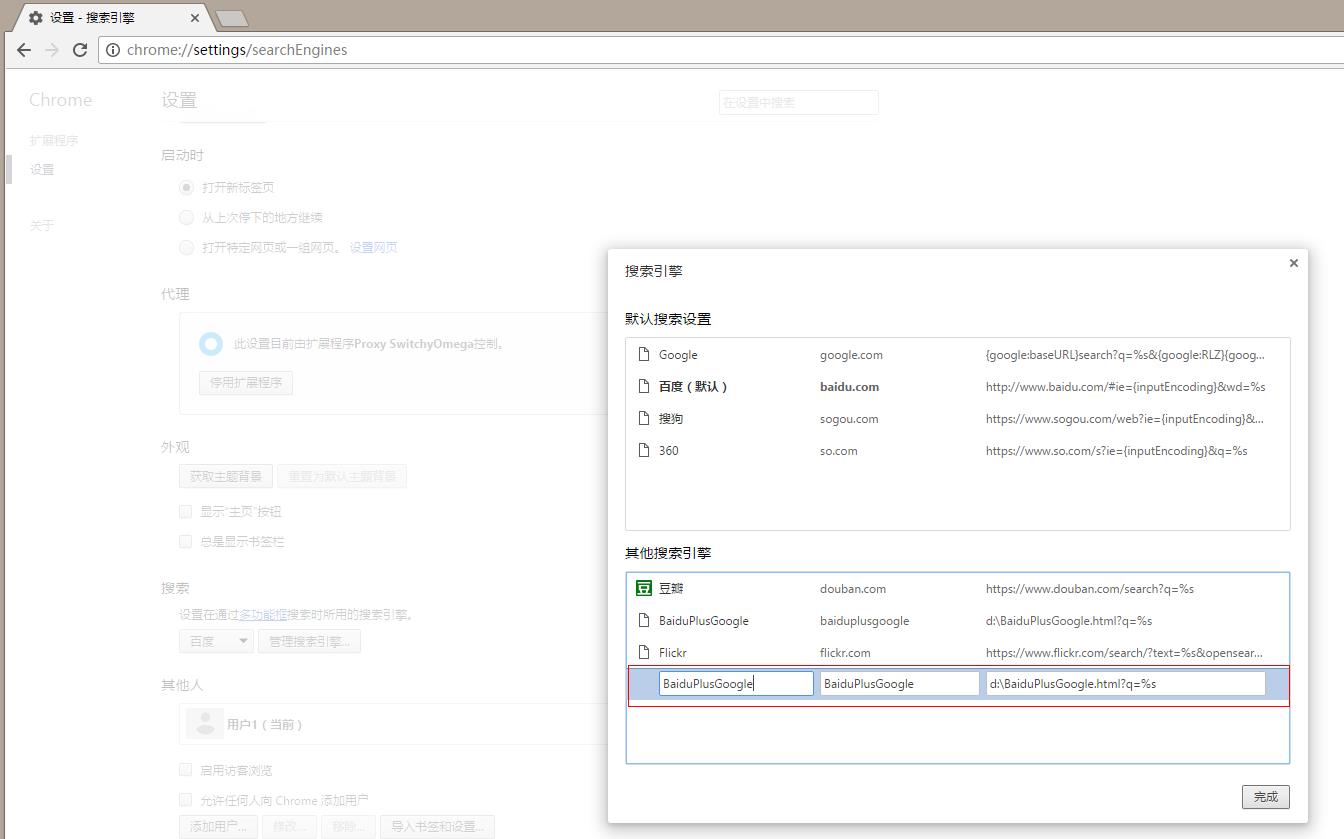 设置 - 搜索引擎
chrome://settings/searchEngines
Chrome
设置
在设置中搜索
扩展程序
设置
关于
启动时
打开新标签页
从上次停下的地方继续
打开特定网页或一组网页。 设置网页
代理
此设置目前由扩展程序Proxy SwitchyOmega控制。
停用扩展程序
外观
获取主题背景 重置为默认主题背景
显示“主页”按钮
总是显示书签栏
搜索
设置在通过多功能框搜索时所用的搜索引擎。
百度 管理搜索引擎...
其他人
用户1 ( 当前 )
启用访客浏览
允许任何人向 Chrome 添加用户
添加用户... 修改... 移除... 导入书签和设置...
搜索引擎
默认搜索设置
Google google.com {google:baseURL}search?q=%s&{google:RLZ}{goog...
百度 ( 默认 ) baidu.com http://www.baidu.com/#ie={inputEncoding}&wd=%s
搜狗 sogou.com https://www.sogou.com/web?ie={inputEncoding}&...
360 so.com https://www.so.com/s?ie={inputEncoding}&q=%s
其他搜索引擎
豆 豆瓣 douban.com https://www.douban.com/search?q=%s
BaiduPlusGoogle baiduplusgoogle d:\BaiduPlusGoogle.html?q=%s
Flickr flickr.com https://www.flickr.com/search/?text=%s&opensear...
BaiduPlusGoogle BaiduPlusGoogle d:\BaiduPlusGoogle.html?q=%s
完成